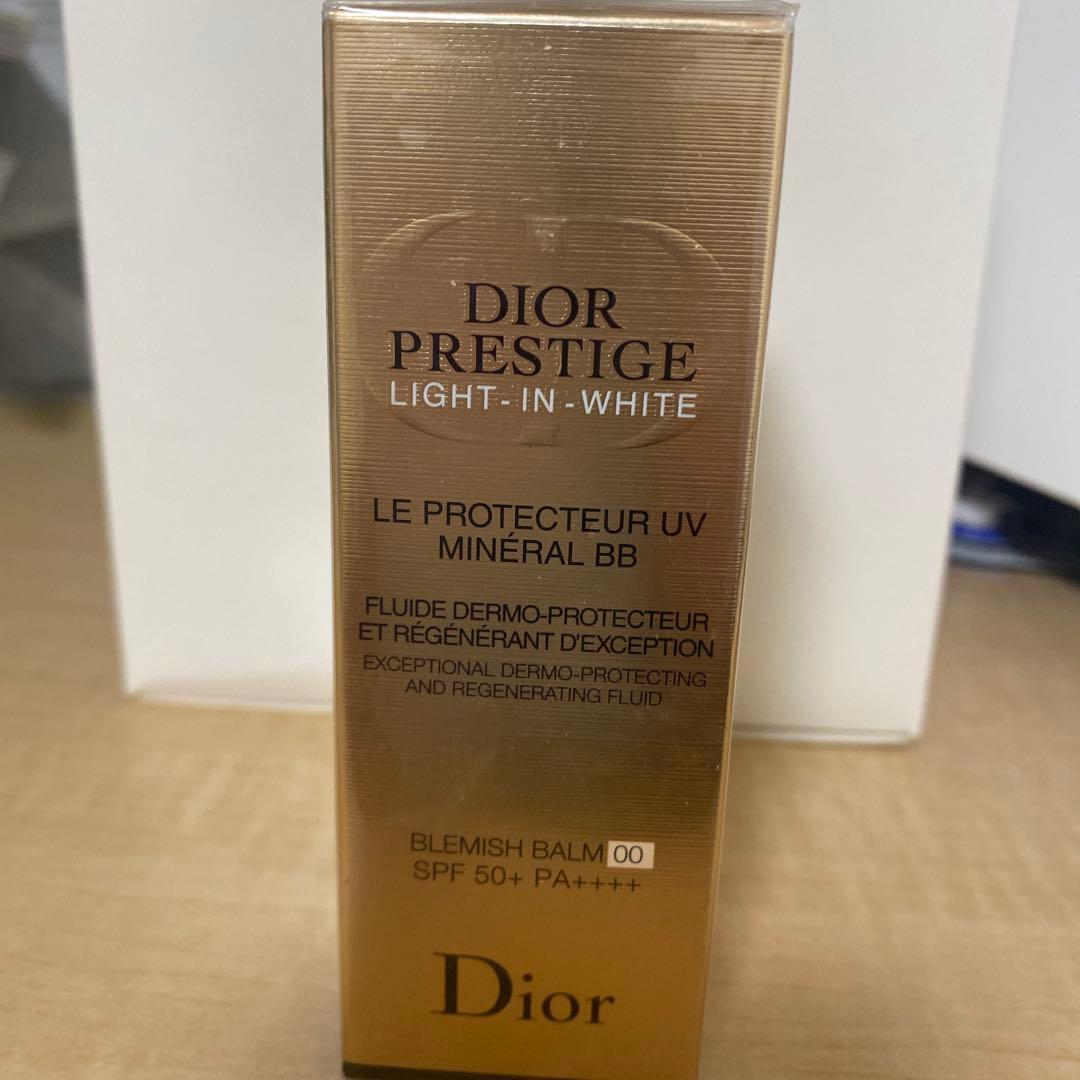 DIOR
PRESTIGE
LIGHT-IN-WHITE
LE PROTECTEUR UV
MINÉRAL BB
FLUIDE DERMO-PROTECTEUR
ET RÉGÉNÉRANT D'EXCEPTION
EXCEPTIONAL DERMO-PROTECTING
AND REGENERATING FLUID
BLEMISH BALM 00
SPF 50+ PA++++
Dior